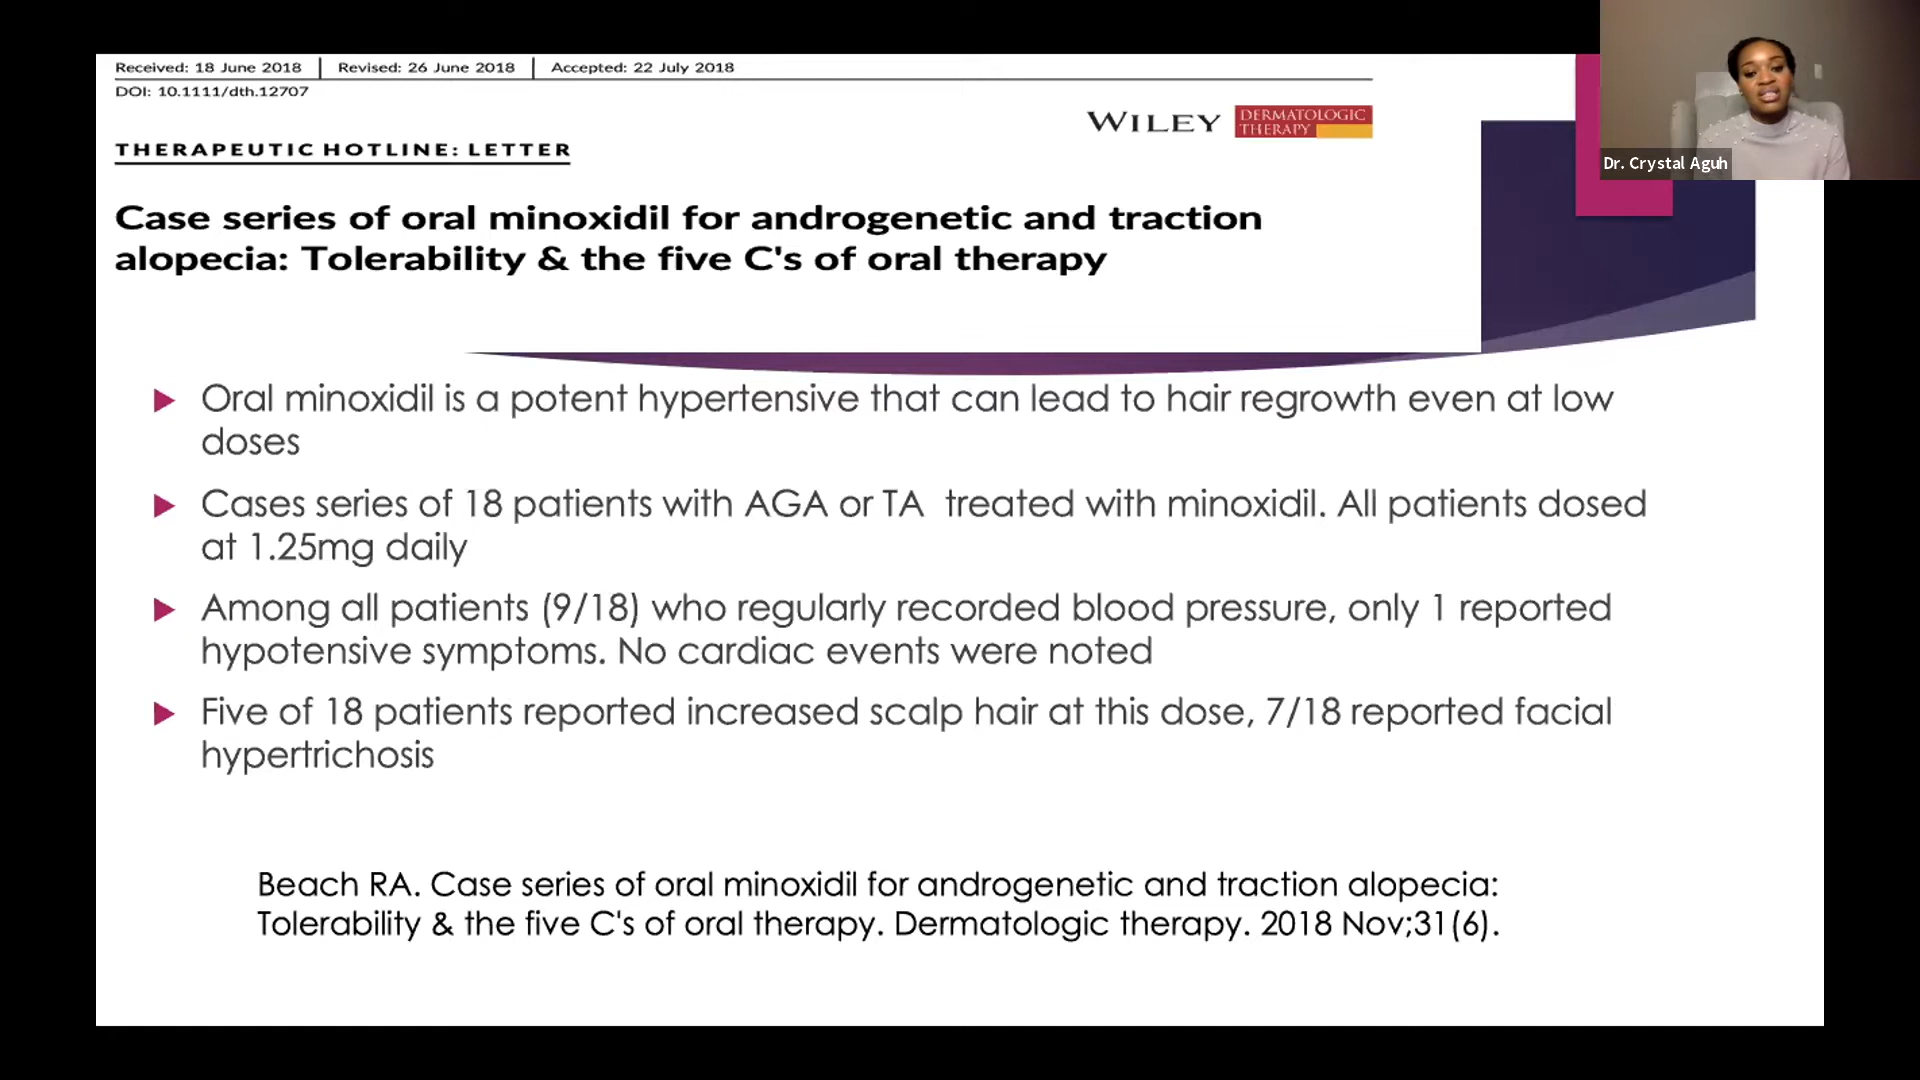 Received: 18 June 2018 | Revised: 26 June 2018 | Accepted: 22 July 2018
DOI: 10.1111/dth.12707
WILEY
DERMATOLOGIC
THERAPY
THERAPEUTIC HOTLINE: LETTER
Dr. Crystal Aguh
Case series of oral minoxidil for androgenetic and traction
alopecia: Tolerability & the five C's of oral therapy
Oral minoxidil is a potent hypertensive that can lead to hair regrowth even at low
doses
Cases series of 18 patients with AGA or TA treated with minoxidil. All patients dosed
at 1.25mg daily
Among all patients (9/18) who regularly recorded blood pressure, only 1 reported
hypotensive symptoms. No cardiac events were noted
Five of 18 patients reported increased scalp hair at this dose, 7/18 reported facial
hypertrichosis
Beach RA. Case series of oral minoxidil for androgenetic and traction alopecia:
Tolerability & the five C's of oral therapy. Dermatologic therapy. 2018 Nov;31(6).